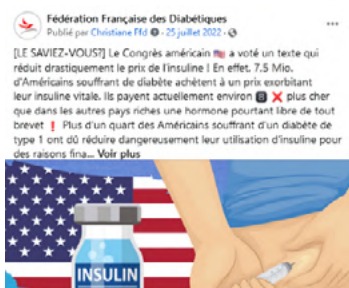 Fédération Française des Diabétiques
Publié par Christiane Ffd · 25 juillet 2022 ·
[LE SAVIEZ-VOUS?] Le Congrès américain 🇺🇸 a voté un texte qui
réduit drastiquement le prix de l'insuline ! En effet, 7.5 Mio.
d'Américains souffrant de diabète achètent à un prix exorbitant
leur insuline vitale. Ils payent actuellement environ 8️⃣ ❌ plus cher
que dans les autres pays riches une hormone pourtant libre de tout
brevet ❗ Plus d'un quart des Américains souffrant d'un diabète de
type 1 ont dû réduire dangereusement leur utilisation d'insuline pour
des raisons fina... Voir plus
INSULIN